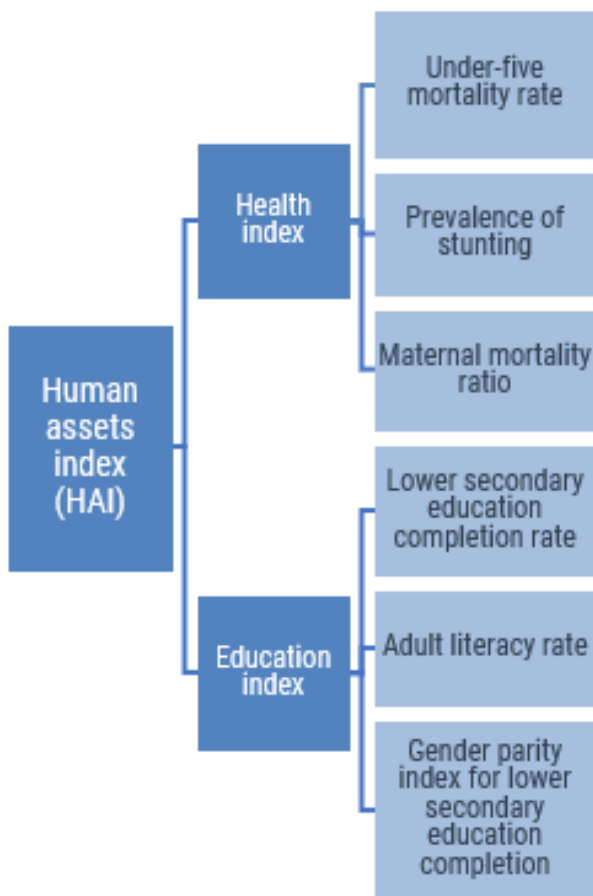 Human
assets
index
(HAI)
Health
index
Under-five
mortality rate
Prevalence of
stunting
Maternal mortality
ratio
Education
index
Lower secondary
education
completion rate
Adult literacy rate
Gender parity
index for lower
secondary
education
completion